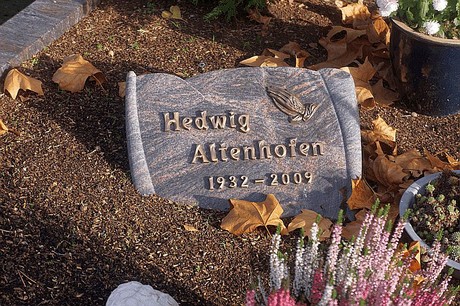 Hedwig
Altenhofen
1932 – 2009